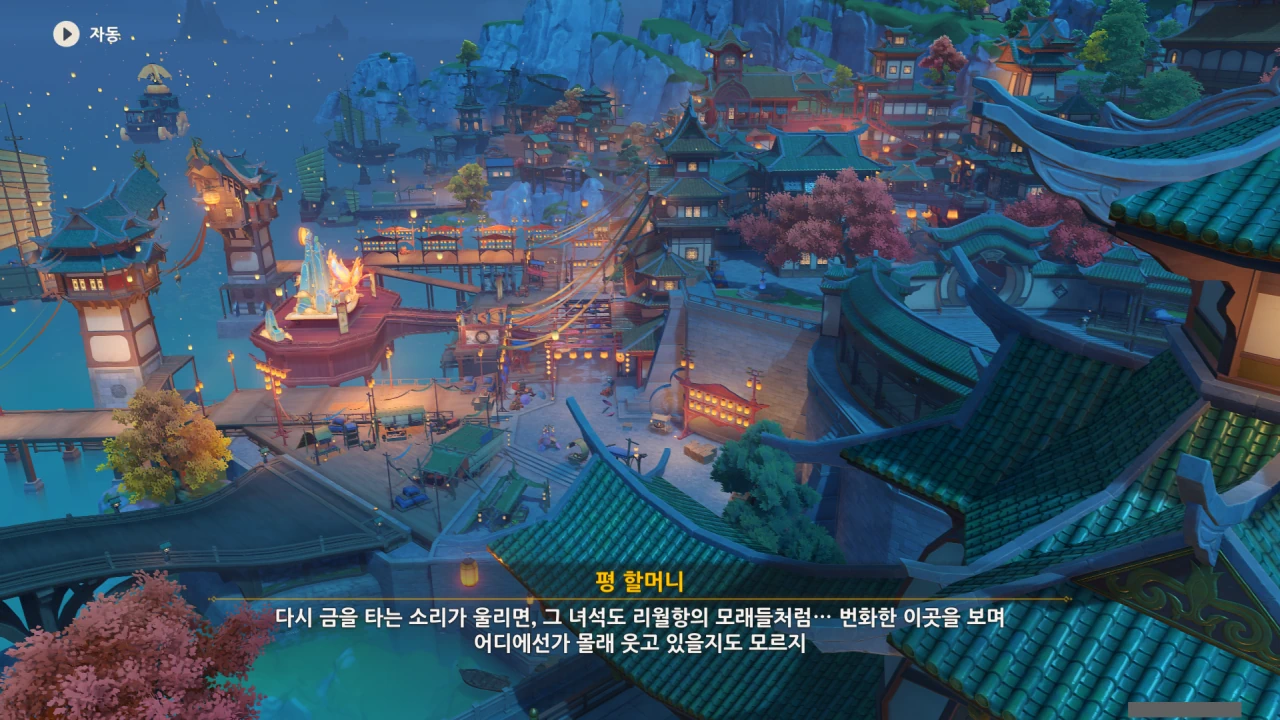 자동
평 할머니
다시 금을 타는 소리가 울리면, 그 녀석도 리월항의 모래들처럼… 번화한 이곳을 보며
어디에선가 몰래 웃고 있을지도 모르지